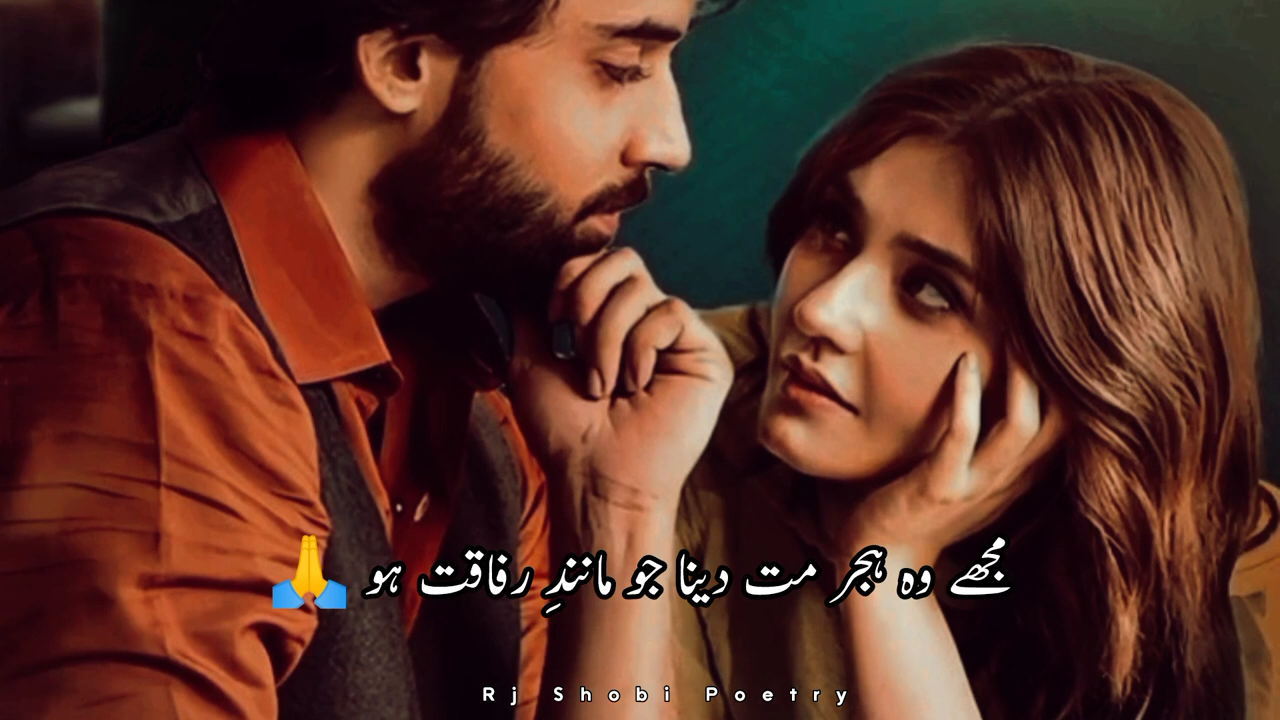 مجھے وہ ہجر مت دینا جو مانندِ رفاقت ہو 🙏
Rj Shobi Poetry